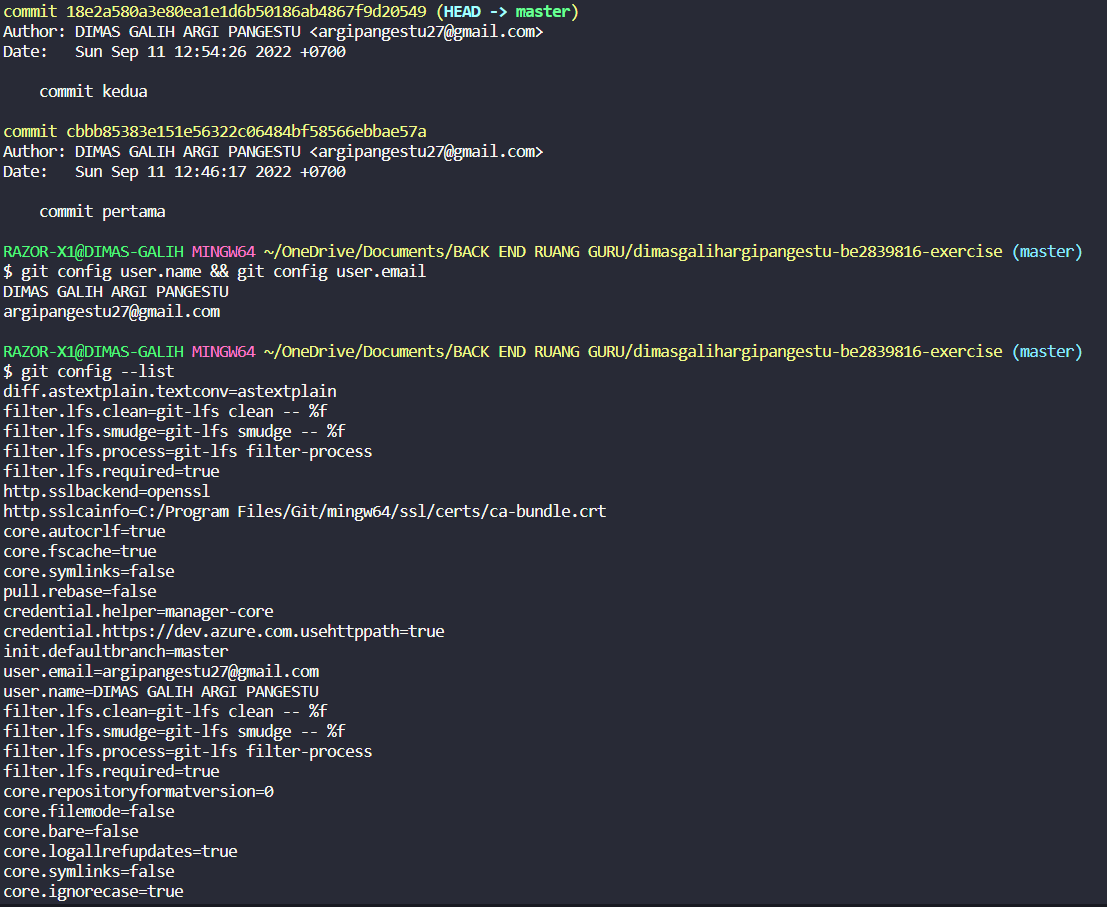 commit 18e2a580a3e80ea1e1d6b50186ab4867f9d20549 (HEAD -> master)
Author: DIMAS GALIH ARGI PANGESTU <argipangestu27@gmail.com>
Date:   Sun Sep 11 12:54:26 2022 +0700

    commit kedua

commit cbbb85383e151e56322c06484bf58566ebbae57a
Author: DIMAS GALIH ARGI PANGESTU <argipangestu27@gmail.com>
Date:   Sun Sep 11 12:46:17 2022 +0700

    commit pertama

RAZOR-X1@DIMAS-GALIH MINGW64 ~/OneDrive/Documents/BACK END RUANG GURU/dimasgalihargipangestu-be2839816-exercise (master)
$ git config user.name && git config user.email
DIMAS GALIH ARGI PANGESTU
argipangestu27@gmail.com

RAZOR-X1@DIMAS-GALIH MINGW64 ~/OneDrive/Documents/BACK END RUANG GURU/dimasgalihargipangestu-be2839816-exercise (master)
$ git config --list
diff.astextplain.textconv=astextplain
filter.lfs.clean=git-lfs clean -- %f
filter.lfs.smudge=git-lfs smudge -- %f
filter.lfs.process=git-lfs filter-process
filter.lfs.required=true
http.sslbackend=openssl
http.sslcainfo=C:/Program Files/Git/mingw64/ssl/certs/ca-bundle.crt
core.autocrlf=true
core.fscache=true
core.symlinks=false
pull.rebase=false
credential.helper=manager-core
credential.https://dev.azure.com.usehttppath=true
init.defaultbranch=master
user.email=argipangestu27@gmail.com
user.name=DIMAS GALIH ARGI PANGESTU
filter.lfs.clean=git-lfs clean -- %f
filter.lfs.smudge=git-lfs smudge -- %f
filter.lfs.process=git-lfs filter-process
filter.lfs.required=true
core.repositoryformatversion=0
core.filemode=false
core.bare=false
core.logallrefupdates=true
core.symlinks=false
core.ignorecase=true